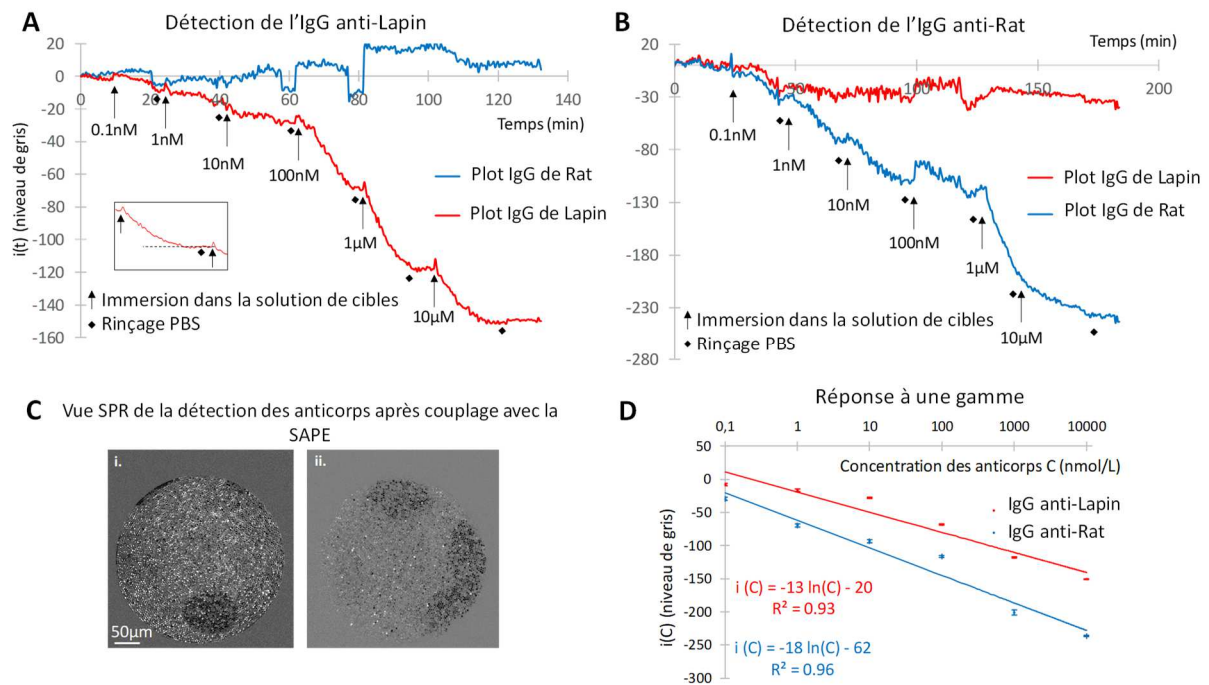 A
Détection de l'IgG anti-Lapin
20
0
-20
-40
-60
-80
-100
-120
-140
-160
0
20
40
60
80
100
120
140
Temps (min)
i(t) (niveau de gris)
0.1nM
1nM
10nM
100nM
1µM
10µM
Plot IgG de Rat
Plot IgG de Lapin
Immersion dans la solution de cibles
Rinçage PBS
B
Détection de l'IgG anti-Rat
Temps (min)
20
-30
-80
-130
-180
-230
-280
0
50
100
150
200
0.1nM
1nM
10nM
100nM
1µM
10µM
Plot IgG de Lapin
Plot IgG de Rat
Immersion dans la solution de cibles
Rinçage PBS
C
Vue SPR de la détection des anticorps après couplage avec la
SAPE
i.
ii.
50µm
D
Réponse à une gamme
0,1
1
10
100
1000
10000
Concentration des anticorps C (nmol/L)
50
0
-50
-100
-150
-200
-250
-300
i(C) (niveau de gris)
IgG anti-Lapin
IgG anti-Rat
i (C) = -13 ln(C) - 20
R² = 0.93
i (C) = -18 ln(C) - 62
R² = 0.96